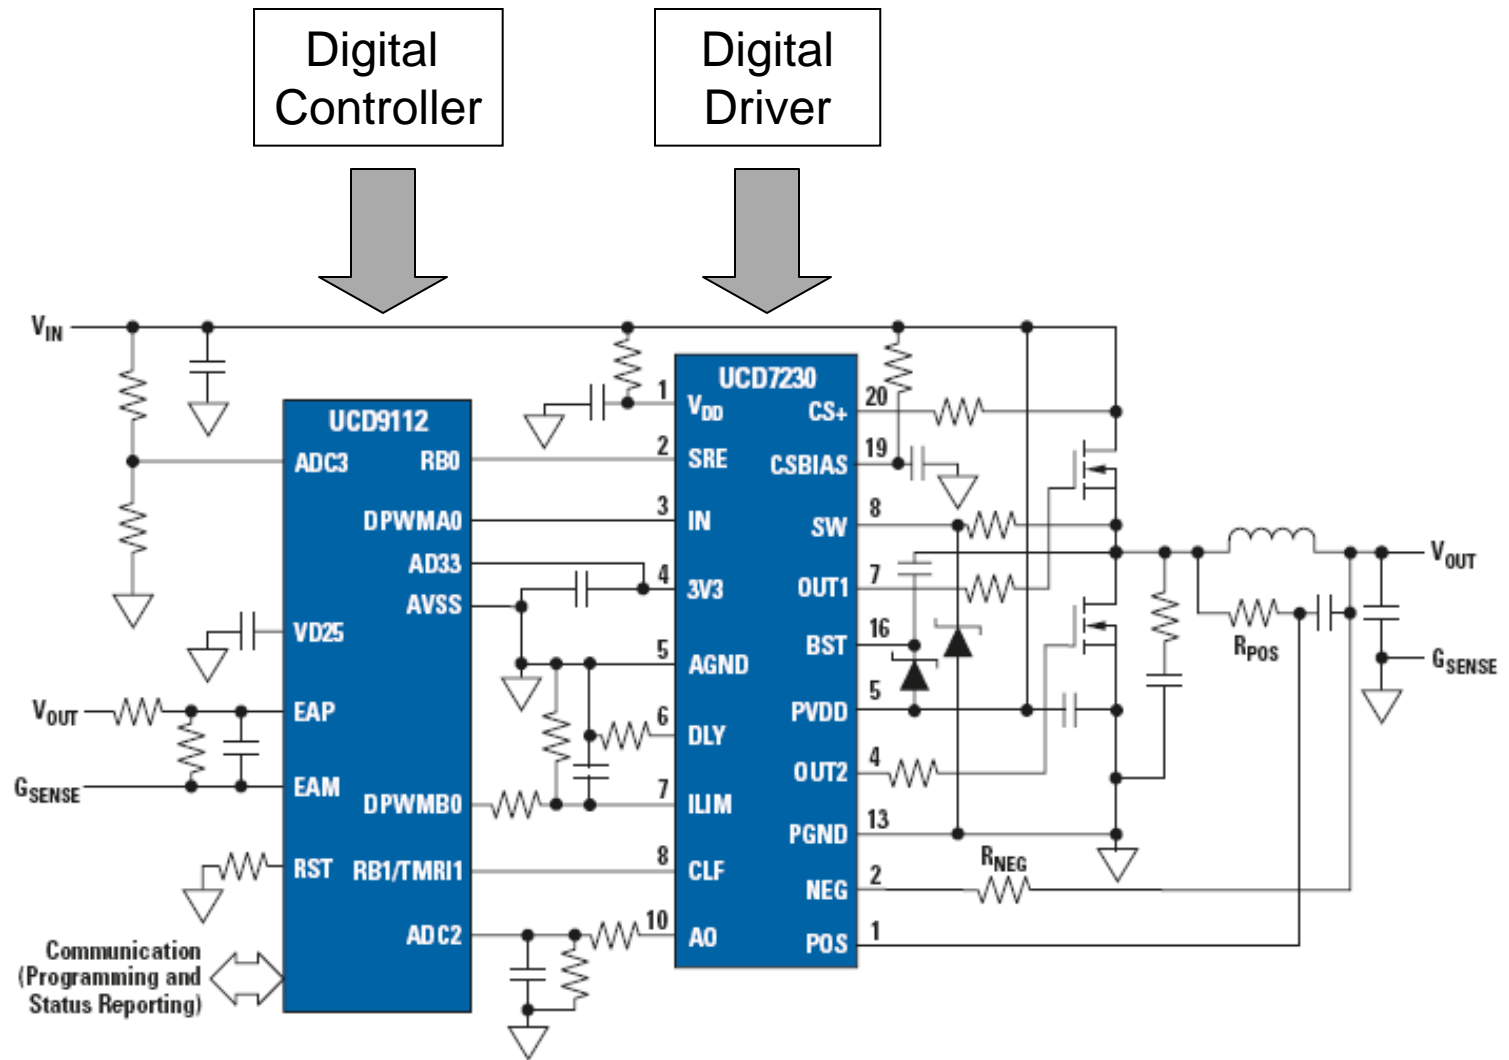 Digital
Controller
Digital
Driver
VIN
UCD9112
ADC3
RB0
DPWMA0
AD33
AVSS
VD25
VOUT
EAP
GSENSE
EAM
DPWMB0
RST
RB1/TMRI1
ADC2
Communication
(Programming and
Status Reporting)
UCD7230
1
VDD
2
SRE
3
IN
4
3V3
5
AGND
6
DLY
7
ILIM
8
CLF
10
AO
CS+
20
CSBIAS
19
SW
8
OUT1
7
BST
16
PVDD
5
OUT2
4
PGND
13
NEG
2
POS
1
RNEG
RPOS
VOUT
GSENSE